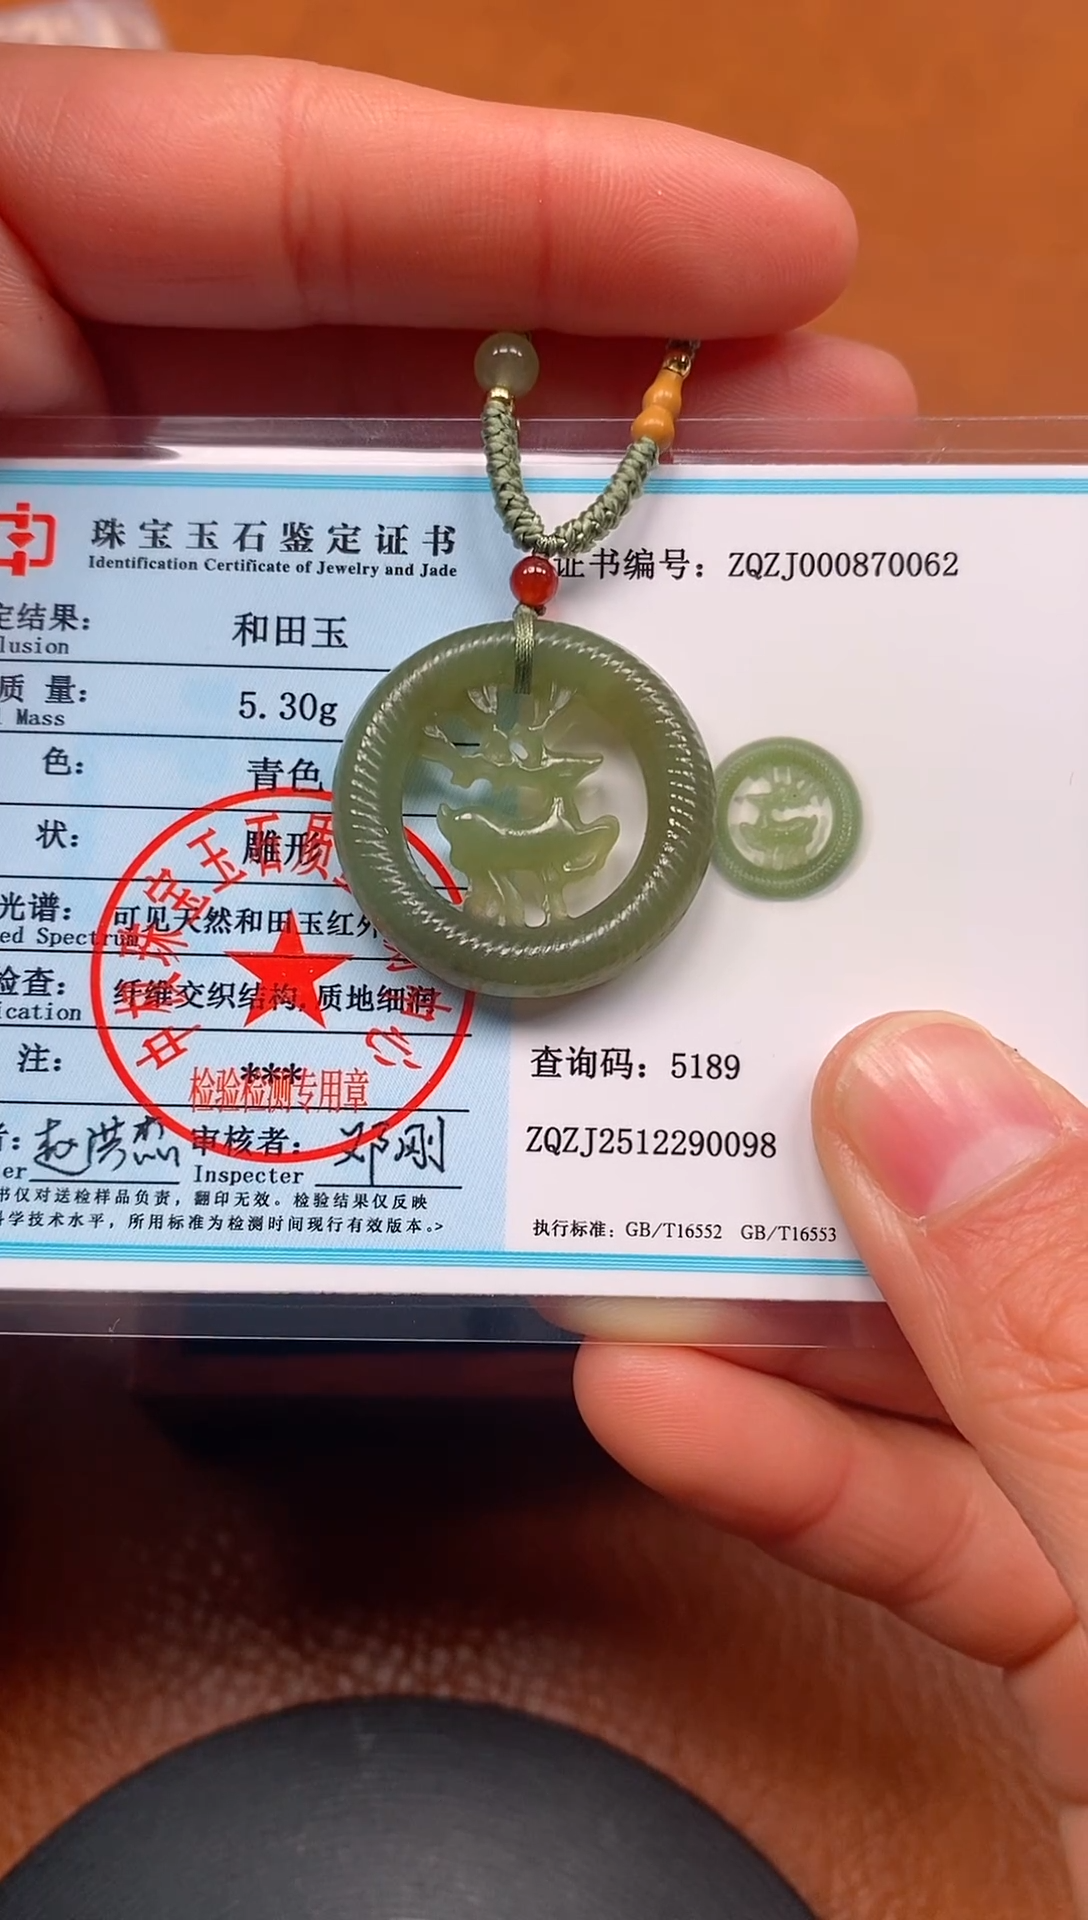 珠宝玉石鉴定证书
Identification Certificate of Jewelry and Jade
证书编号：ZQZJ000870062
定结果： 和田玉
lusion
质 量： 5.30g
Mass
色： 青色
状： 雕形
光谱： 可见天然和田玉红外
ed Spectrum
检查： 纤维交织结构，质地细润
ication
注： ***
检验检测专用章
查询码：5189
ZQZJ2512290098
审核者：
er Inspector
书仅对送检样品负责，翻印无效。检验结果仅反映
科学技术水平，所用标准为检测时间现行有效版本。>
执行标准：GB/T16552 GB/T16553